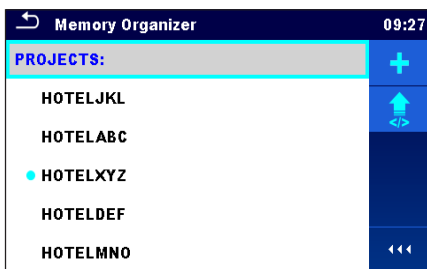 Memory Organizer 09:27
PROJECTS:
HOTELJKL
HOTELABC
HOTELXYZ
HOTELDEF
HOTELMNO